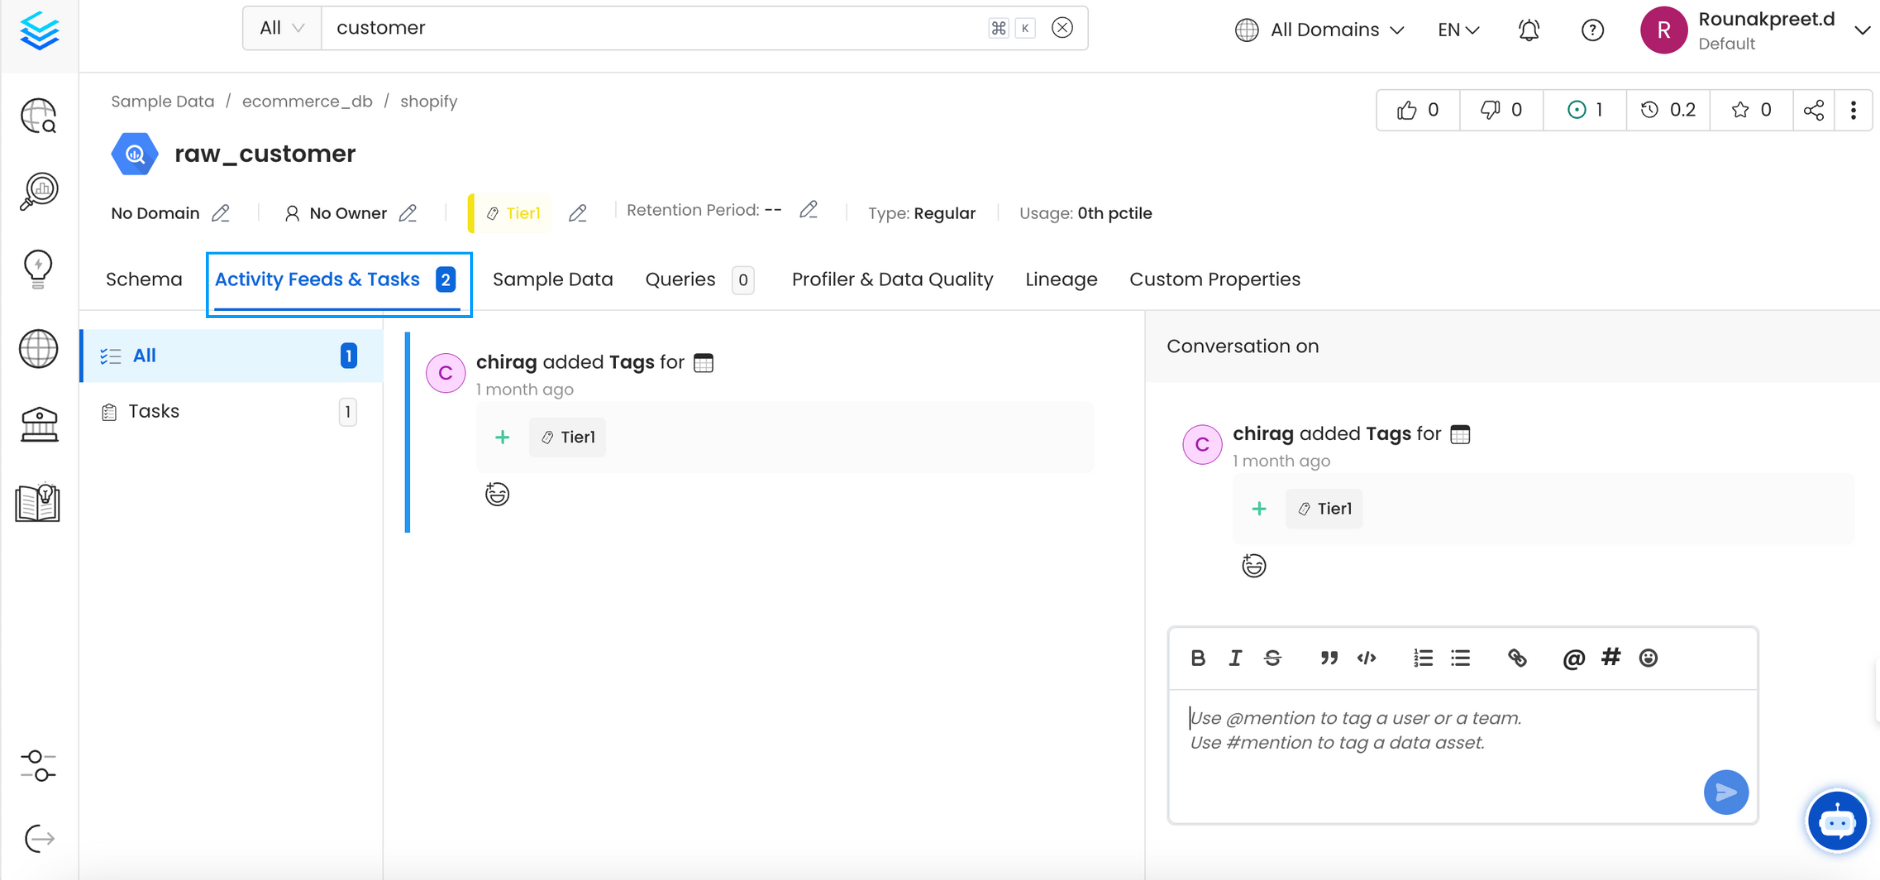 All customer ⌘ K All Domains EN R Rounakpreet.d
Default
Sample Data / ecommerce_db / shopify
0 0 1 0.2 0
raw_customer
No Domain No Owner Tier1 Retention Period: -- Type: Regular Usage: 0th pctile
Schema Activity Feeds & Tasks 2 Sample Data Queries 0 Profiler & Data Quality Lineage Custom Properties
All 1
Tasks 1
C chirag added Tags for
1 month ago
+ Tier1
Conversation on
C chirag added Tags for
1 month ago
+ Tier1
B I S ” </> @ #
Use @mention to tag a user or a team.
Use #mention to tag a data asset.